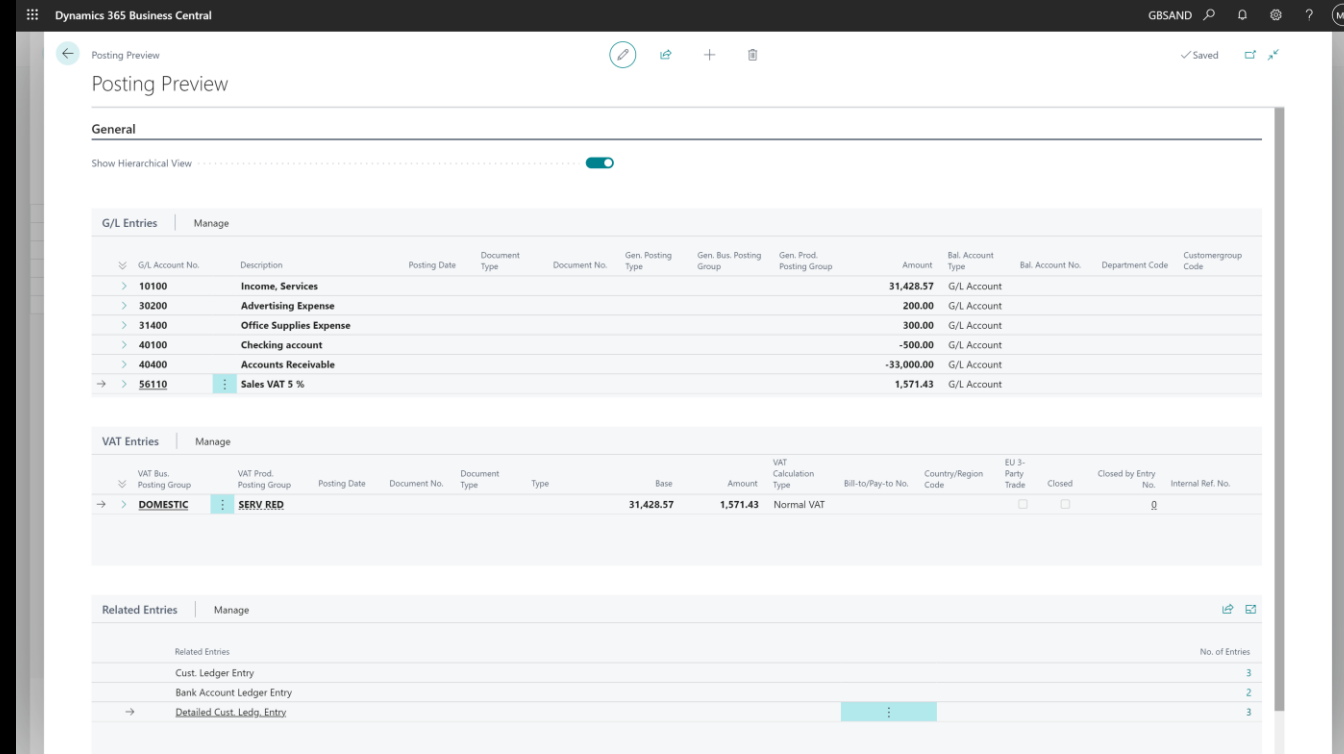 Dynamics 365 Business Central
GBSAND
?
M
Posting Preview
Saved
Posting Preview
General
Show Hierarchical View
G/L Entries
Manage
G/L Account No. Description Posting Date Document Type Document No. Gen. Posting Type Gen. Bus. Posting Group Gen. Prod. Posting Group Amount Bal. Account Type Bal. Account No. Department Code Customergroup Code
10100 Income, Services 31,428.57 G/L Account
30200 Advertising Expense 200.00 G/L Account
31400 Office Supplies Expense 300.00 G/L Account
40100 Checking account -500.00 G/L Account
40400 Accounts Receivable -33,000.00 G/L Account
56110 Sales VAT 5 % 1,571.43 G/L Account
VAT Entries
Manage
VAT Bus. Posting Group VAT Prod. Posting Group Posting Date Document No. Document Type Type Base Amount VAT Calculation Type Bill-to/Pay-to No. Country/Region Code EU 3-Party Trade Closed Closed by Entry No. Internal Ref. No.
DOMESTIC SERV RED 31,428.57 1,571.43 Normal VAT 0
Related Entries
Manage
Related Entries No. of Entries
Cust. Ledger Entry 3
Bank Account Ledger Entry 2
Detailed Cust. Ledg. Entry 3